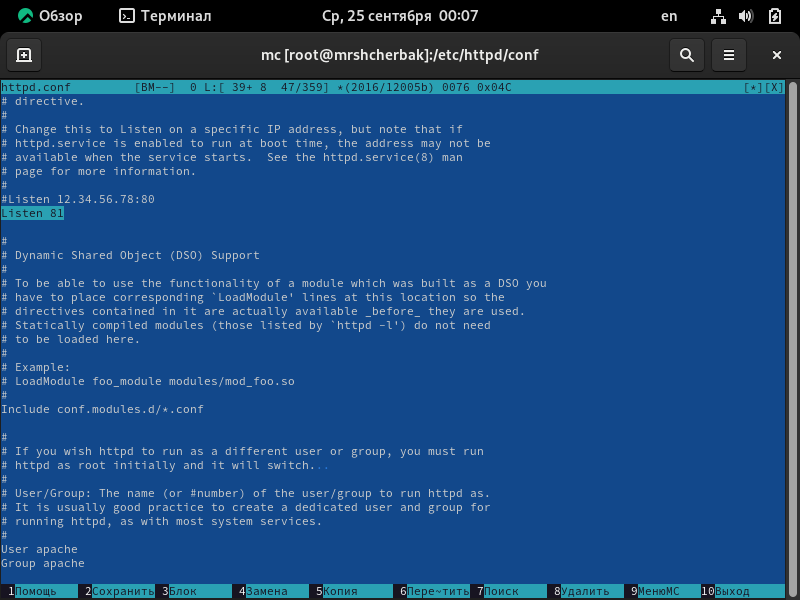 Обзор Терминал Ср, 25 сентября 00:07 en
mc [root@mrshcherbak]:/etc/httpd/conf
httpd.conf [BM--] 0 L:[ 39+ 8 47/359] *(2016/12005b) 0076 0x04C [*][X]
# directive.
#
# Change this to Listen on a specific IP address, but note that if
# httpd.service is enabled to run at boot time, the address may not be
# available when the service starts. See the httpd.service(8) man
# page for more information.
#
#Listen 12.34.56.78:80
Listen 81
#
# Dynamic Shared Object (DSO) Support
#
# To be able to use the functionality of a module which was built as a DSO you
# have to place corresponding `LoadModule' lines at this location so the
# directives contained in it are actually available _before_ they are used.
# Statically compiled modules (those listed by `httpd -l') do not need
# to be loaded here.
#
# Example:
# LoadModule foo_module modules/mod_foo.so
#
Include conf.modules.d/*.conf
#
# If you wish httpd to run as a different user or group, you must run
# httpd as root initially and it will switch...
#
# User/Group: The name (or #number) of the user/group to run httpd as.
# It is usually good practice to create a dedicated user and group for
# running httpd, as with most system services.
#
User apache
Group apache
1Помощь 2Сохранить 3Блок 4Замена 5Копия 6Пере~тить 7Поиск 8Удалить 9МенюМС 10Выход